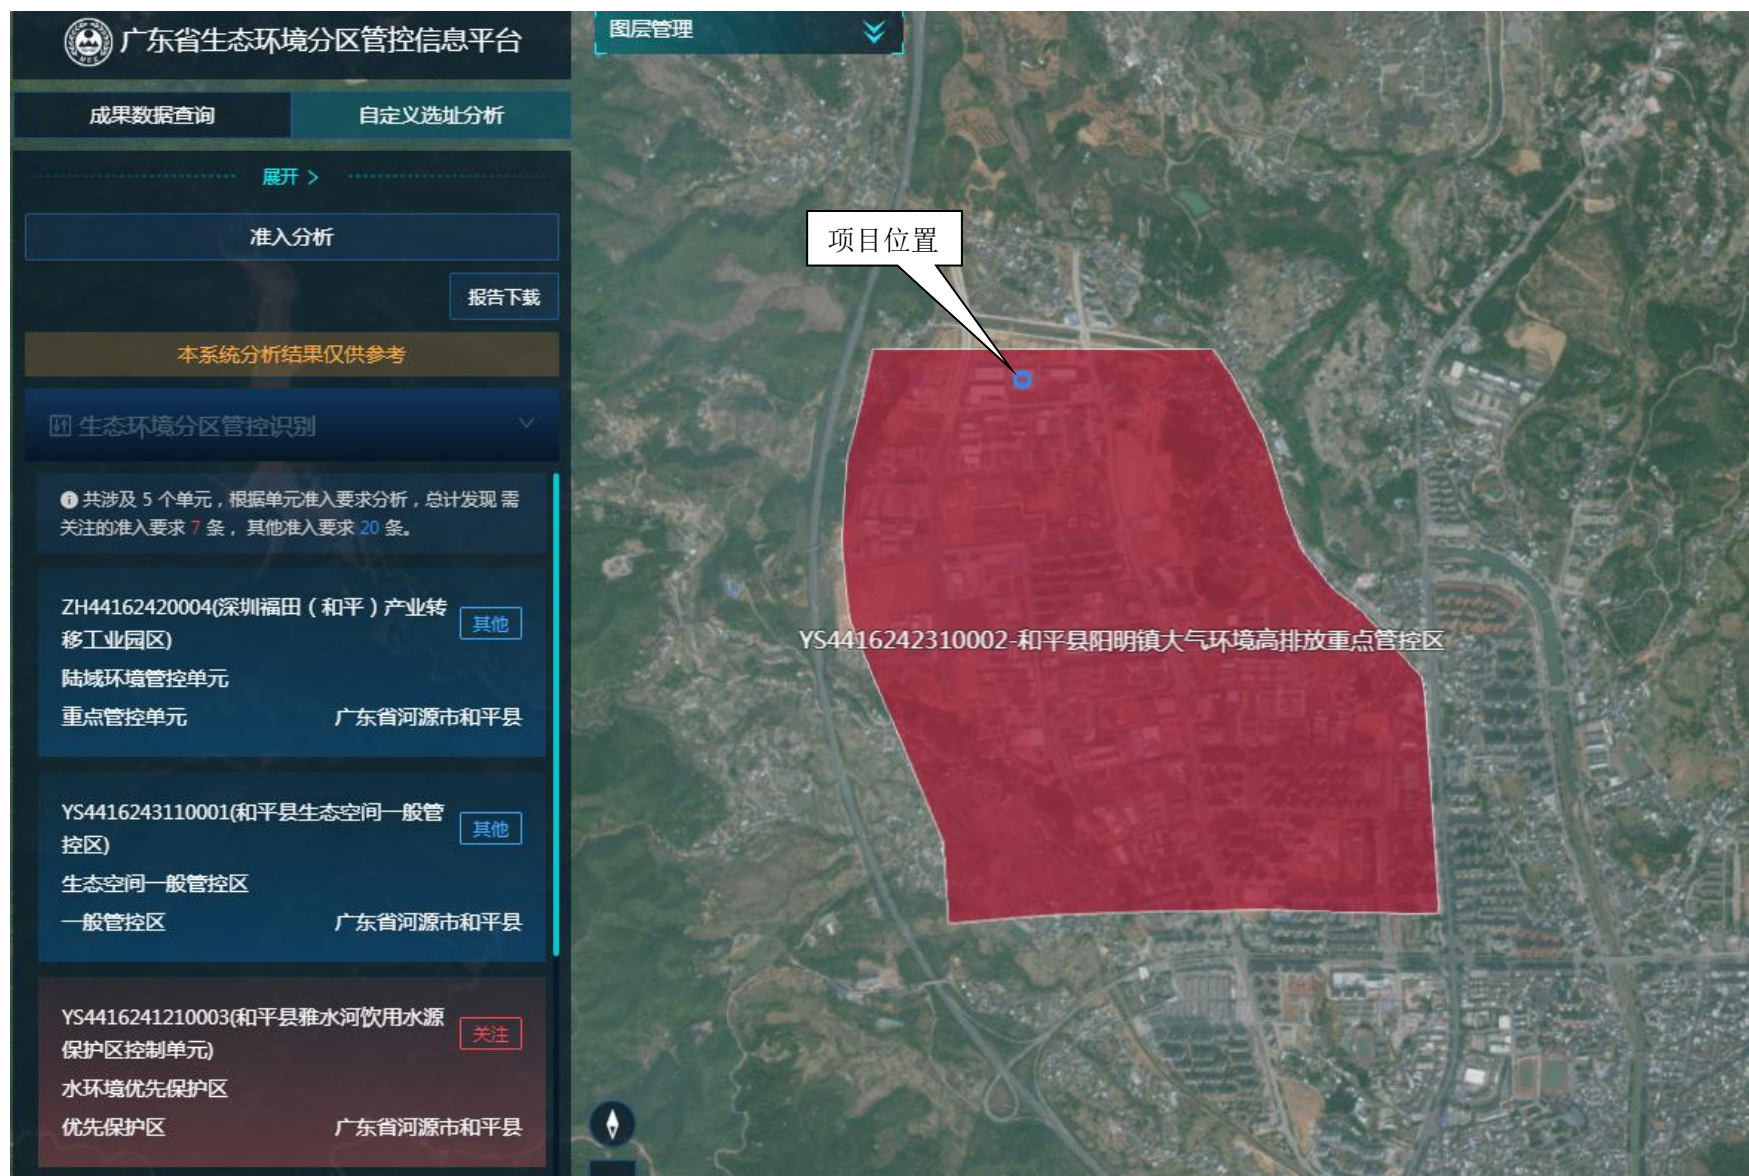 广东省生态环境分区管控信息平台
图层管理
成果数据查询
自定义选址分析
展开 >
准入分析
报告下载
本系统分析结果仅供参考
生态环境分区管控识别
共涉及 5 个单元，根据单元准入要求分析，总计发现 需
关注的准入要求 7 条， 其他准入要求 20 条。
ZH44162420004(深圳福田（和平）产业转
移工业园区)
其他
陆域环境管控单元
重点管控单元
广东省河源市和平县
YS4416243110001(和平县生态空间一般管
控区)
其他
生态空间一般管控区
一般管控区
广东省河源市和平县
YS4416241210003(和平县雅水河饮用水源
保护区控制单元)
关注
水环境优先保护区
优先保护区
广东省河源市和平县
项目位置
YS4416242310002-和平县阳明镇大气环境高排放重点管控区